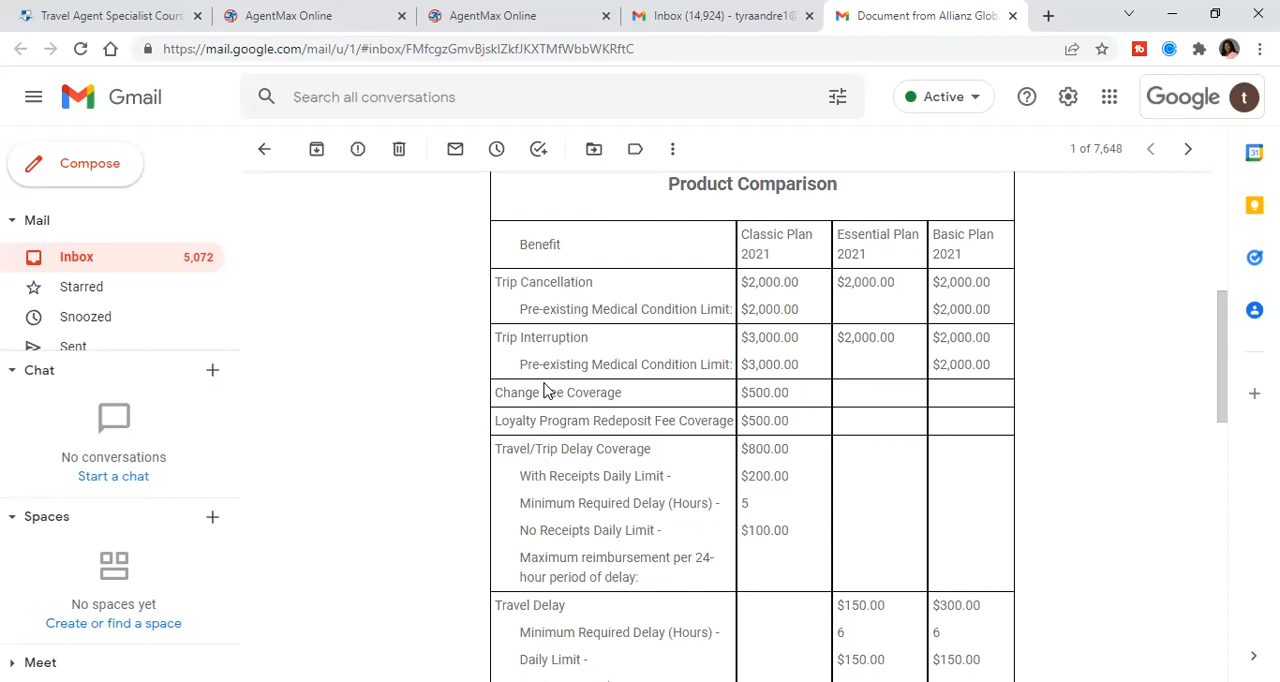 Travel Agent Specialist Cours
AgentMax Online
AgentMax Online
Inbox (14,924) - tyraandre1@
Document from Allianz Glob
https://mail.google.com/mail/u/1/#inbox/FMfcgzGmvBjsklZkfJKXTMfWbbWKRftC
Gmail
Search all conversations
Active
Google
t
Compose
1 of 7,648
Mail
Inbox 5,072
Starred
Snoozed
Sent
Chat
No conversations
Start a chat
Spaces
No spaces yet
Create or find a space
Meet
31
Product Comparison
Benefit
Classic Plan 2021
Essential Plan 2021
Basic Plan 2021
Trip Cancellation $2,000.00 $2,000.00 $2,000.00
Pre-existing Medical Condition Limit: $2,000.00 $2,000.00
Trip Interruption $3,000.00 $2,000.00 $2,000.00
Pre-existing Medical Condition Limit: $3,000.00 $2,000.00
Change Fee Coverage $500.00
Loyalty Program Redeposit Fee Coverage $500.00
Travel/Trip Delay Coverage $800.00
With Receipts Daily Limit - $200.00
Minimum Required Delay (Hours) - 5
No Receipts Daily Limit - $100.00
Maximum reimbursement per 24-
hour period of delay:
Travel Delay $150.00 $300.00
Minimum Required Delay (Hours) - 6 6
Daily Limit - $150.00 $150.00